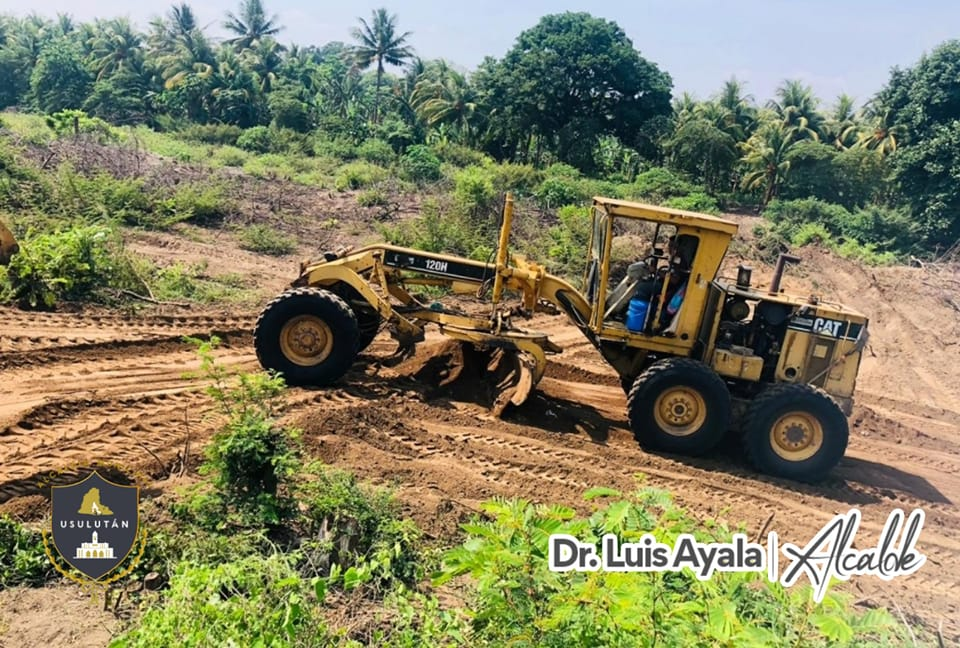 120H
CAT
USULUTÁN
Dr. Luis Ayala | Alcalde